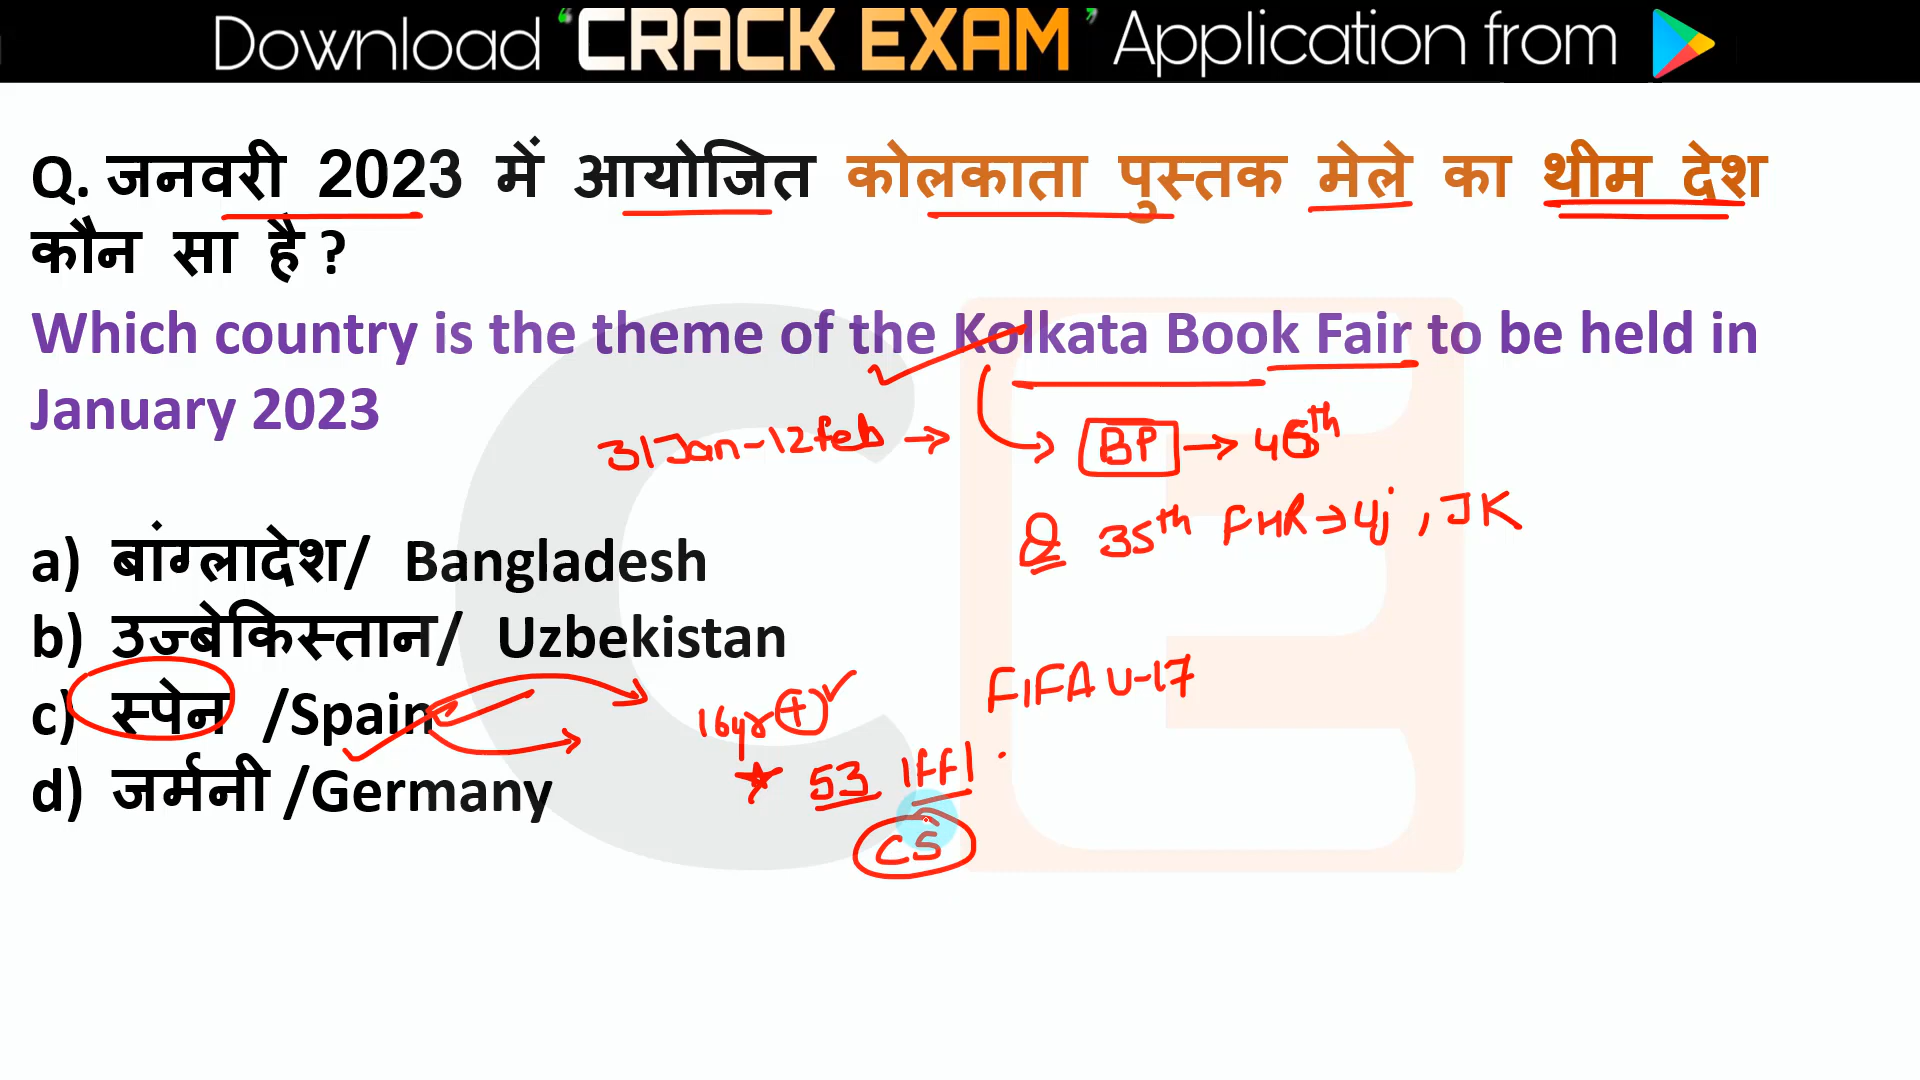 Download 'CRACK EXAM' Application from
Q. जनवरी 2023 में आयोजित कोलकाता पुस्तक मेले का थीम देश
कौन सा है ?
Which country is the theme of the Kolkata Book Fair to be held in
January 2023
31 Jan-12 feb → BP → 46th
35th FHR → 4J , JK
a) बांग्लादेश/ Bangladesh
b) उज्बेकिस्तान/ Uzbekistan
c) स्पेन /Spain
16yr + FIFA U-17
d) जर्मनी /Germany
53 IFFI
CS